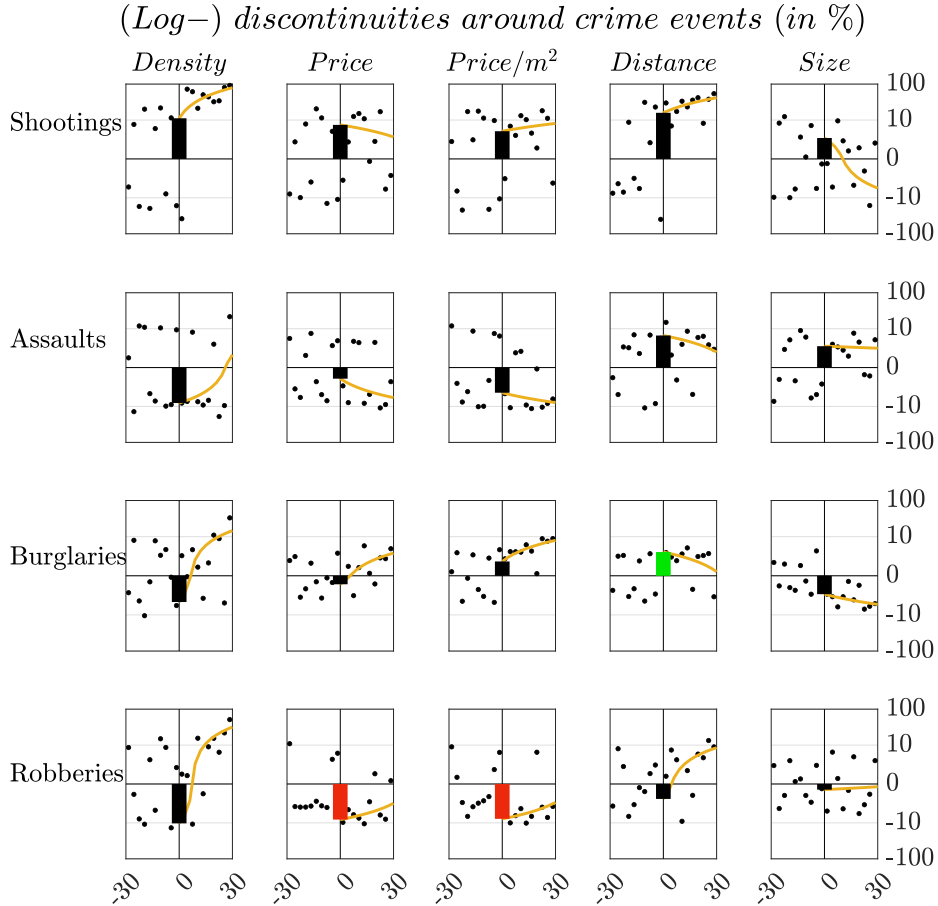 (Log−) discontinuities around crime events (in %)
Density Price Price/m² Distance Size
Shootings
100
10
0
-10
-100
Assaults
100
10
0
-10
-100
Burglaries
100
10
0
-10
-100
Robberies
100
10
0
-10
-100
-30 0 30 -30 0 30 -30 0 30 -30 0 30 -30 0 30